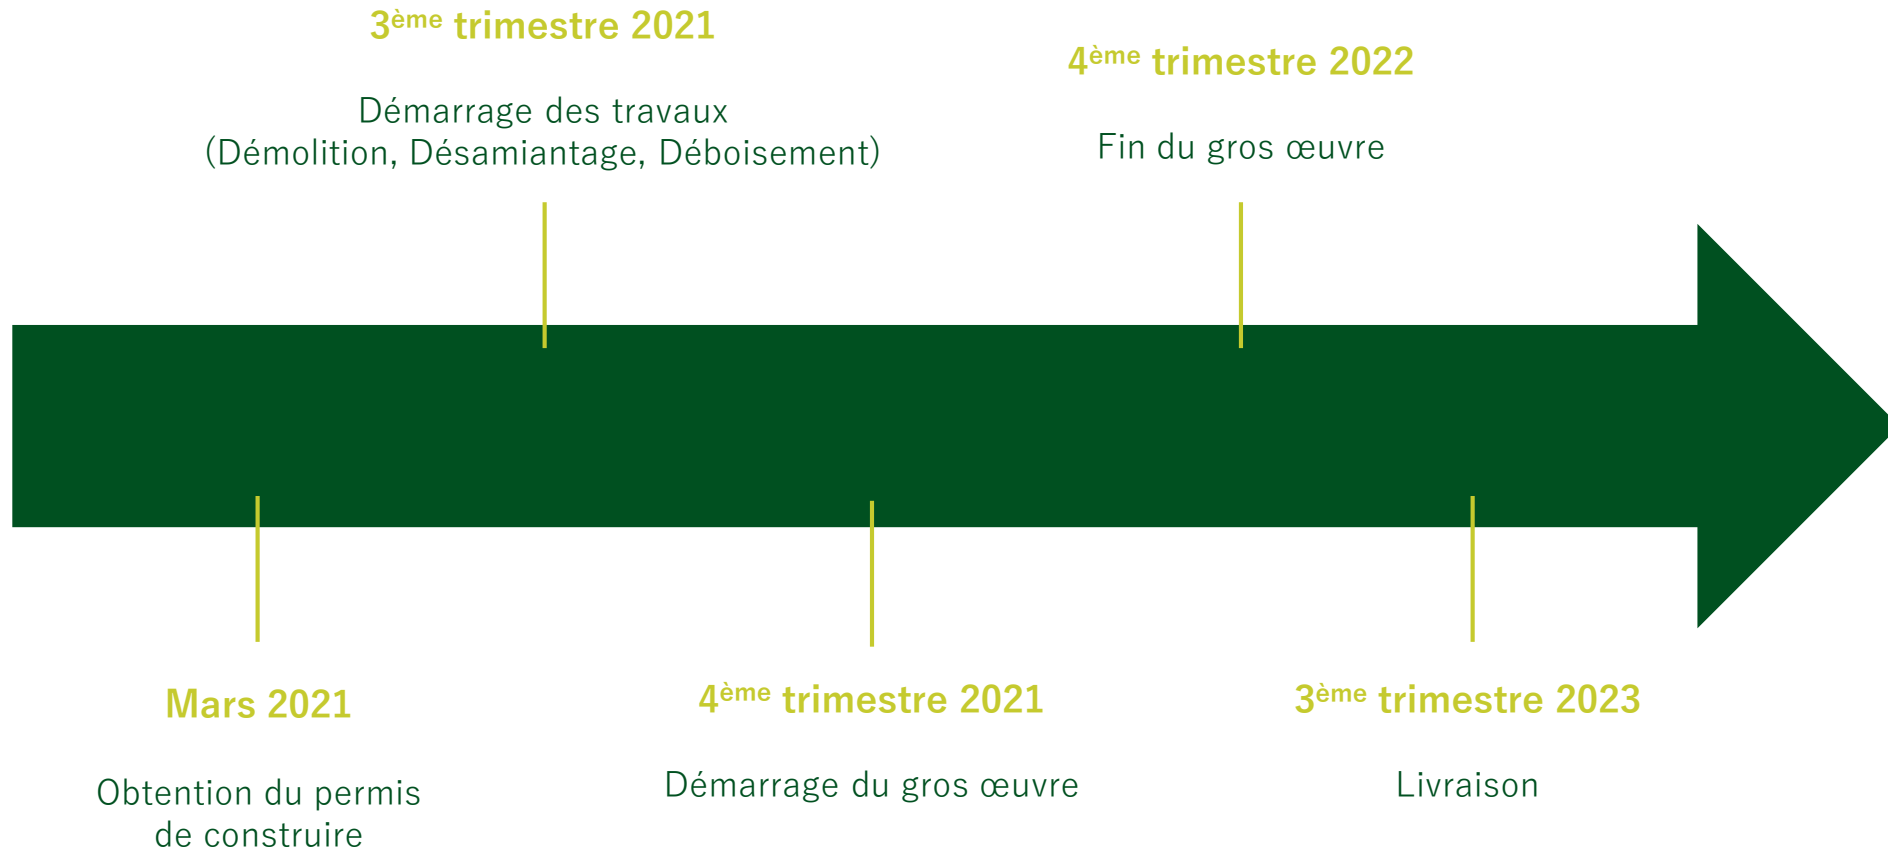 3ème trimestre 2021
Démarrage des travaux
(Démolition, Désamiantage, Déboisement)
4ème trimestre 2022
Fin du gros œuvre
Mars 2021
Obtention du permis
de construire
4ème trimestre 2021
Démarrage du gros œuvre
3ème trimestre 2023
Livraison